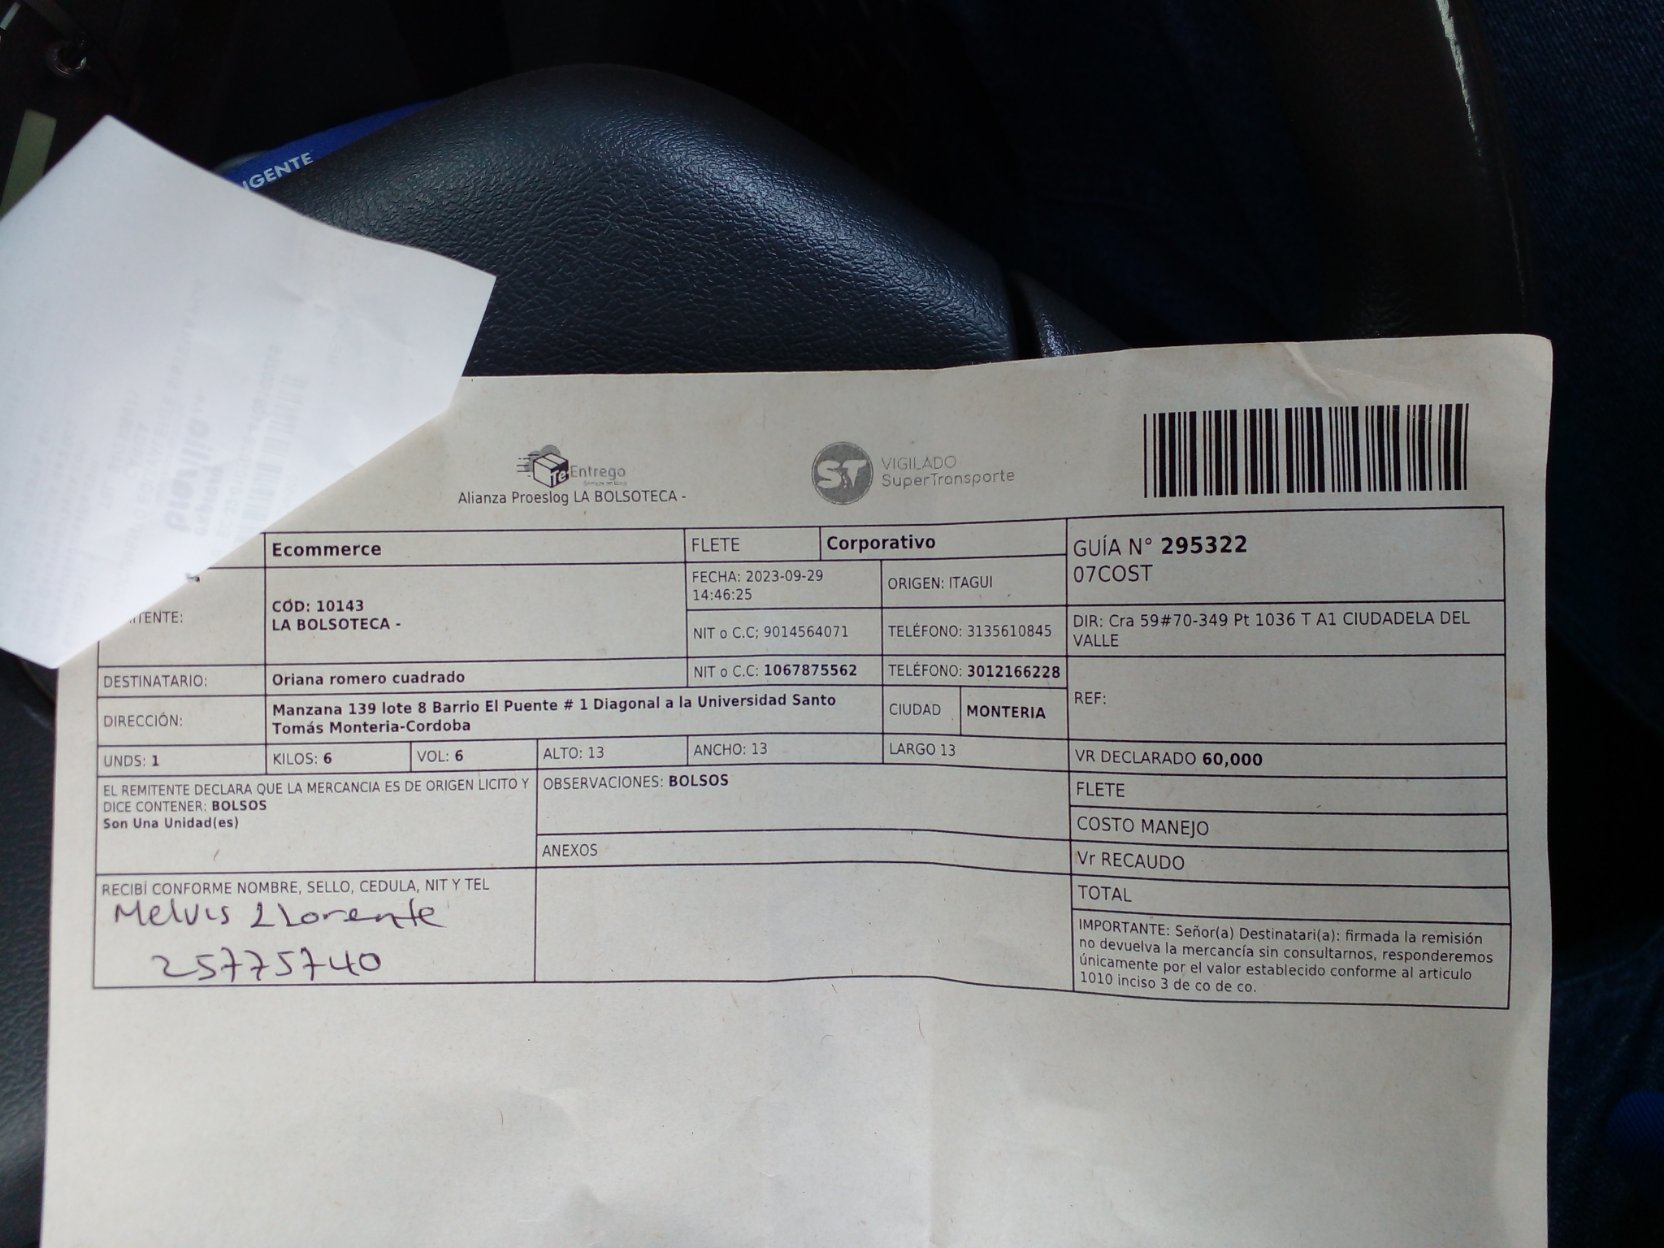 IGENTE
Te Entrego
Alianza Proeslog LA BOLSOTECA -
ST VIGILADO
SuperTransporte
Ecommerce
FLETE
Corporativo
GUÍA N° 295322
07COST
ITENTE:
COD: 10143
LA BOLSOTECA -
FECHA: 2023-09-29
14:46:25
ORIGEN: ITAGUI
NIT o C.C; 9014564071
TELÉFONO: 3135610845
DIR: Cra 59#70-349 Pt 1036 T A1 CIUDADELA DEL
VALLE
DESTINATARIO:
Oriana romero cuadrado
NIT o C.C: 1067875562
TELÉFONO: 3012166228
REF:
DIRECCIÓN:
Manzana 139 lote 8 Barrio El Puente # 1 Diagonal a la Universidad Santo
Tomás Monteria-Cordoba
CIUDAD
MONTERIA
UNDS: 1
KILOS: 6
VOL: 6
ALTO: 13
ANCHO: 13
LARGO 13
VR DECLARADO 60,000
EL REMITENTE DECLARA QUE LA MERCANCIA ES DE ORIGEN LICITO Y
DICE CONTENER: BOLSOS
Son Una Unidad(es)
OBSERVACIONES: BOLSOS
FLETE
COSTO MANEJO
ANEXOS
Vr RECAUDO
RECIBÍ CONFORME NOMBRE, SELLO, CEDULA, NIT Y TEL
Melvis Llorente
25775740
TOTAL
IMPORTANTE: Señor(a) Destinatari(a): firmada la remisión
no devuelva la mercancía sin consultarnos, responderemos
únicamente por el valor establecido conforme al articulo
1010 inciso 3 de co de co.